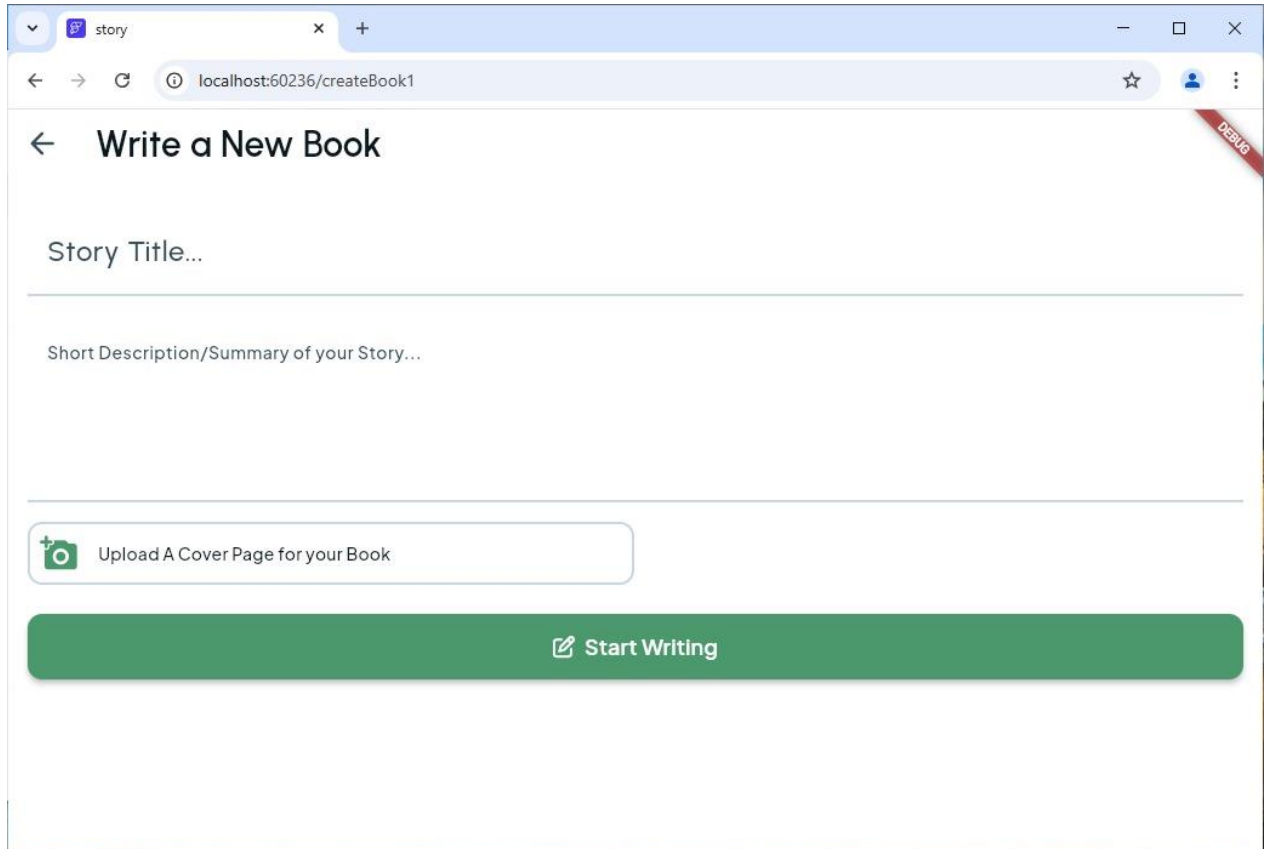 story
localhost:60236/createBook1
Write a New Book
DEBUG
Story Title...
Short Description/Summary of your Story...
Upload A Cover Page for your Book
Start Writing